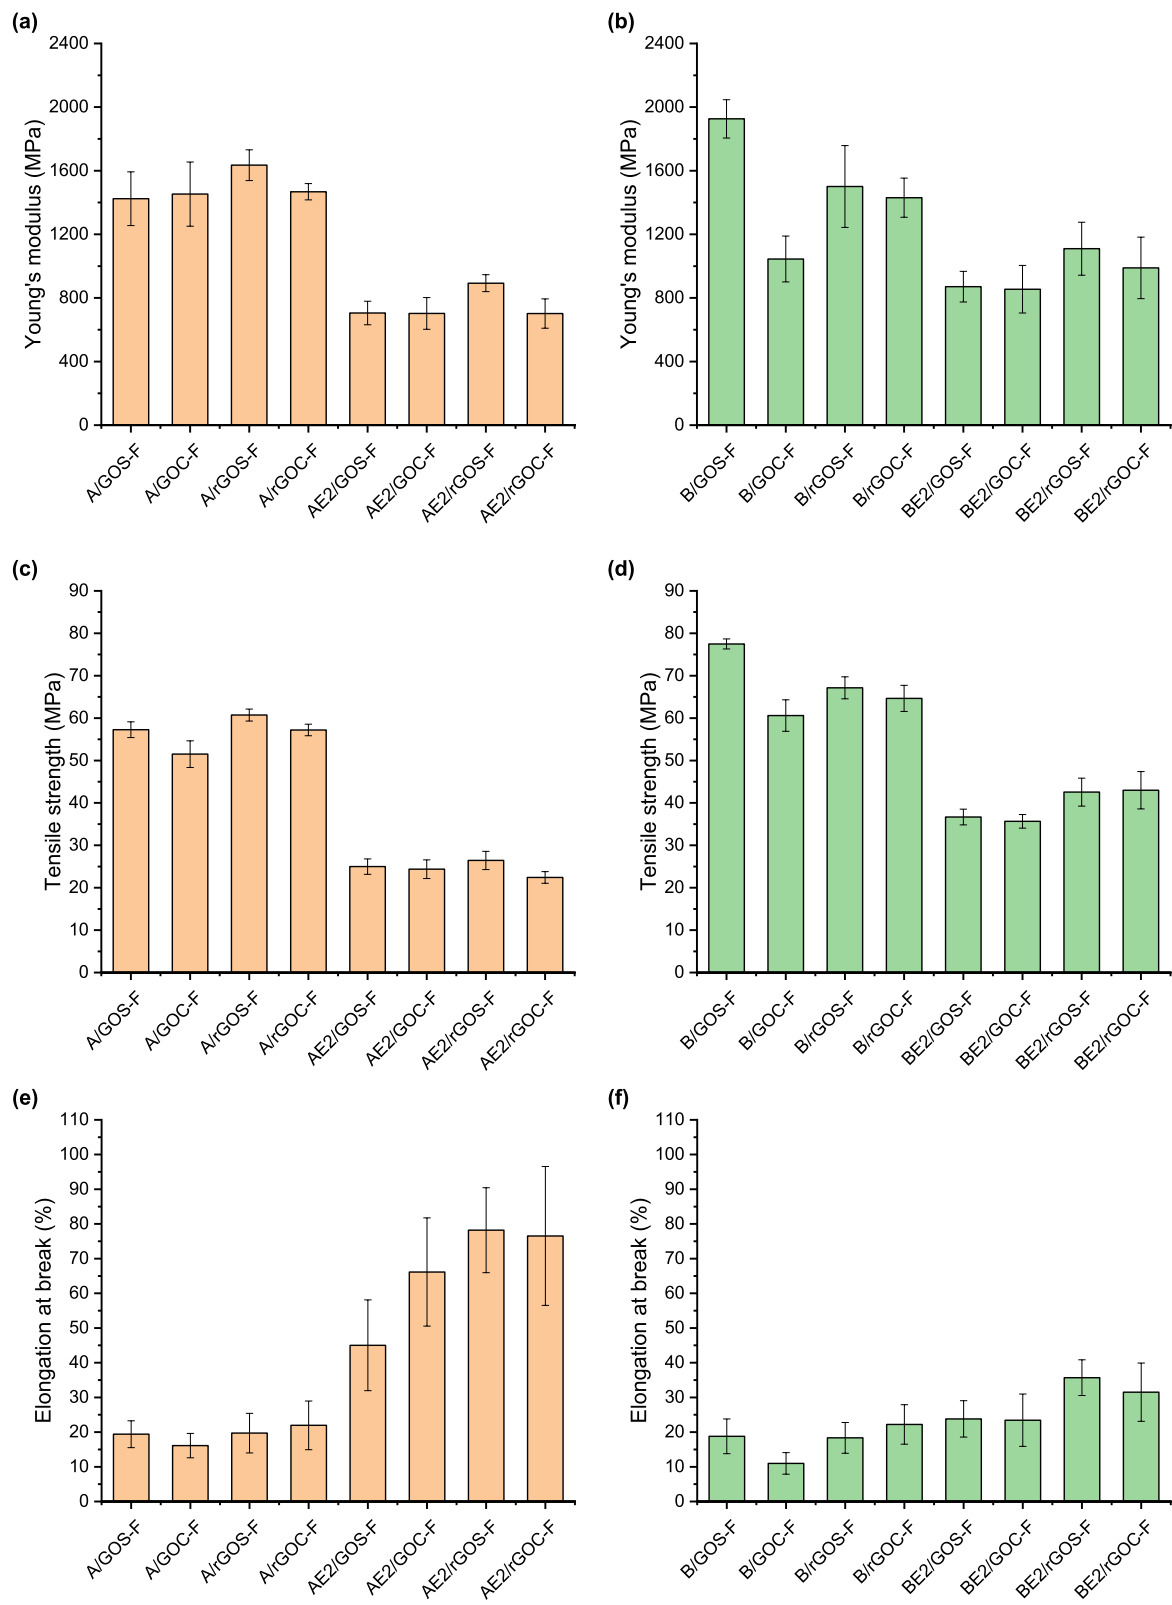 (a)
2400
2000
1600
1200
800
400
0
Young's modulus (MPa)
A/GOS-F
A/GOC-F
A/rGOS-F
A/rGOC-F
AE2/GOS-F
AE2/GOC-F
AE2/rGOS-F
AE2/rGOC-F
(b)
2400
2000
1600
1200
800
400
0
Young's modulus (MPa)
B/GOS-F
B/GOC-F
B/rGOS-F
B/rGOC-F
BE2/GOS-F
BE2/GOC-F
BE2/rGOS-F
BE2/rGOC-F
(c)
90
80
70
60
50
40
30
20
10
0
Tensile strength (MPa)
A/GOS-F
A/GOC-F
A/rGOS-F
A/rGOC-F
AE2/GOS-F
AE2/GOC-F
AE2/rGOS-F
AE2/rGOC-F
(d)
90
80
70
60
50
40
30
20
10
0
Tensile strength (MPa)
B/GOS-F
B/GOC-F
B/rGOS-F
B/rGOC-F
BE2/GOS-F
BE2/GOC-F
BE2/rGOS-F
BE2/rGOC-F
(e)
110
100
90
80
70
60
50
40
30
20
10
0
Elongation at break (%)
A/GOS-F
A/GOC-F
A/rGOS-F
A/rGOC-F
AE2/GOS-F
AE2/GOC-F
AE2/rGOS-F
AE2/rGOC-F
(f)
110
100
90
80
70
60
50
40
30
20
10
0
Elongation at break (%)
B/GOS-F
B/GOC-F
B/rGOS-F
B/rGOC-F
BE2/GOS-F
BE2/GOC-F
BE2/rGOS-F
BE2/rGOC-F